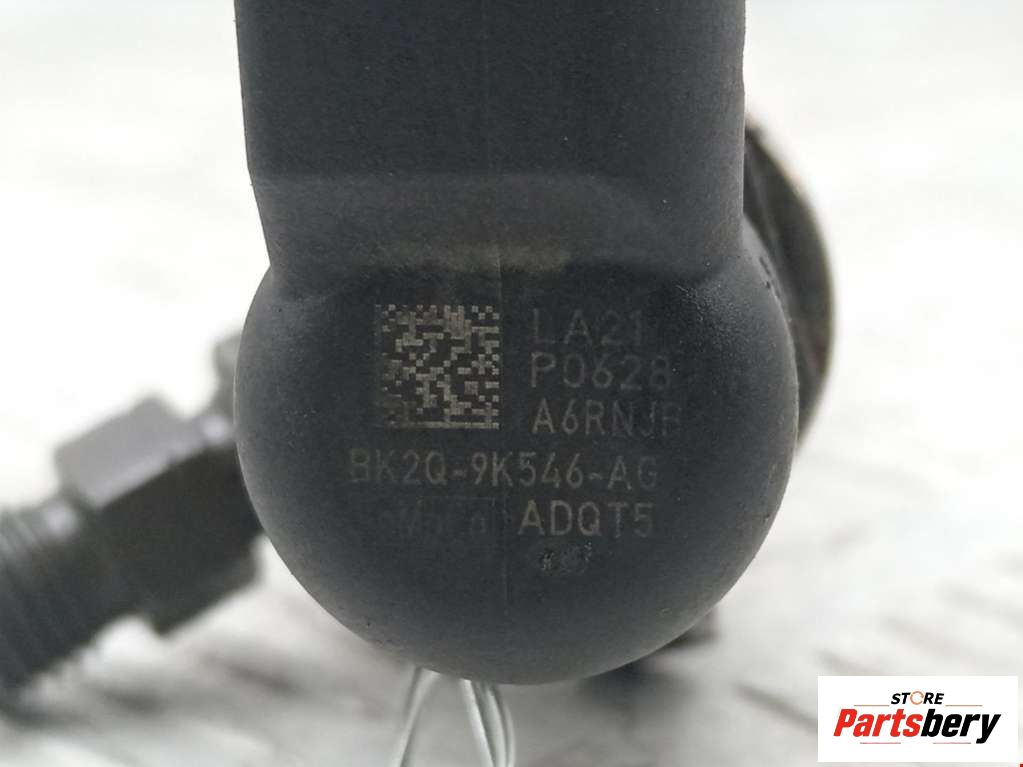 LA21
P0628
A6RNJB
BK2Q-9K546-AG
ADQT5
STORE
Partsbery